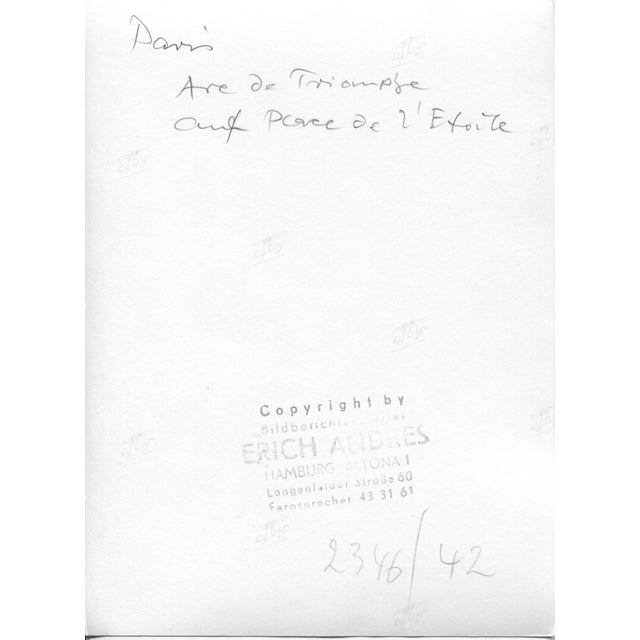 Paris
Arc de Triomphe
auf Place de l'Etoile
Copyright by
Bildberichterstatter
ERICH ANDRES
HAMBURG-ALTONA 1
Langenfelder Straße 60
Fernsprecher 43 31 61
2346/42